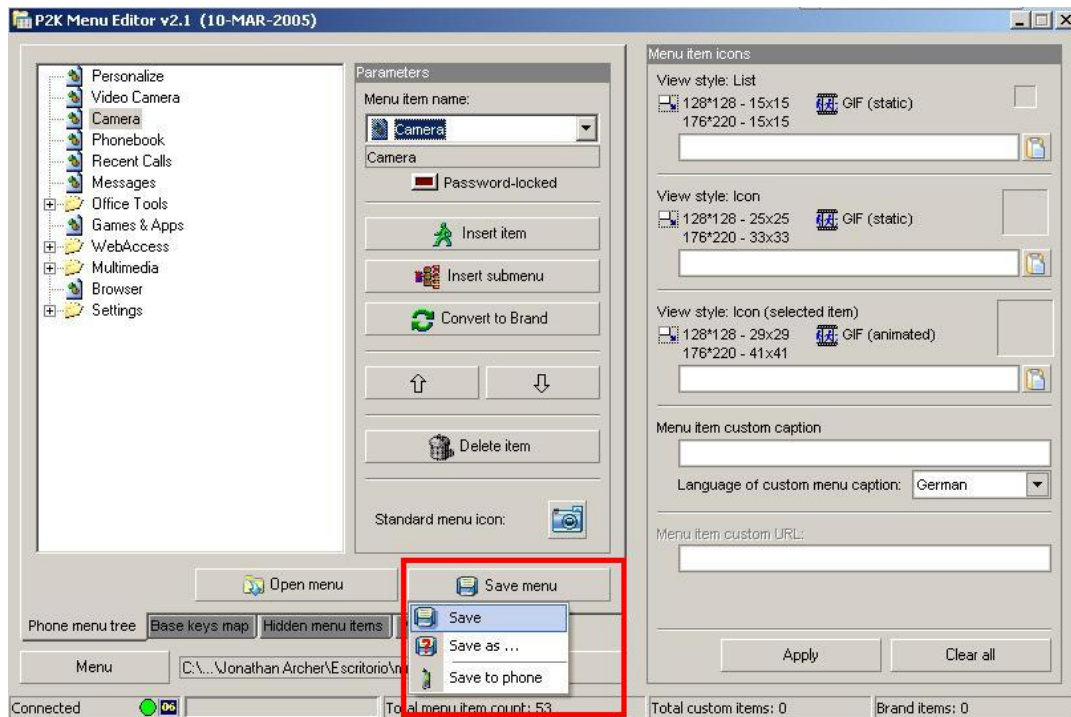 P2K Menu Editor v2.1 (10-MAR-2005)
Personalize
Video Camera
Camera
Phonebook
Recent Calls
Messages
Office Tools
Games & Apps
WebAccess
Multimedia
Browser
Settings
Parameters
Menu item name:
Camera
Camera
Password-locked
Insert item
Insert submenu
Convert to Brand
Delete item
Standard menu icon:
Open menu
Save menu
Save
Save as ...
Save to phone
Phone menu tree
Base keys map
Hidden menu items
Menu
C:\...\Jonathan Archer\Escritorio\
Connected
06
Total menu item count: 53
Menu item icons
View style: List
128*128 - 15x15
GIF (static)
176*220 - 15x15
View style: Icon
128*128 - 25x25
GIF (static)
176*220 - 33x33
View style: Icon (selected item)
128*128 - 29x29
GIF (animated)
176*220 - 41x41
Menu item custom caption
Language of custom menu caption:
German
Menu item custom URL:
Apply
Clear all
Total custom items: 0
Brand items: 0